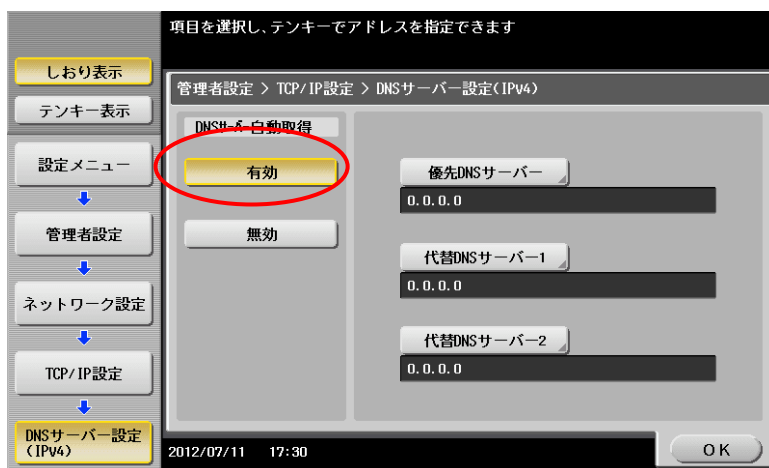 項目を選択し、テンキーでアドレスを指定できます
しおり表示
テンキー表示
設定メニュー
管理者設定
ネットワーク設定
TCP/IP設定
DNSサーバー設定
(IPv4)
管理者設定 > TCP/IP設定 > DNSサーバー設定(IPv4)
DNSサーバー自動取得
有効
無効
優先DNSサーバー
0.0.0.0
代替DNSサーバー1
0.0.0.0
代替DNSサーバー2
0.0.0.0
2012/07/11 17:30
OK